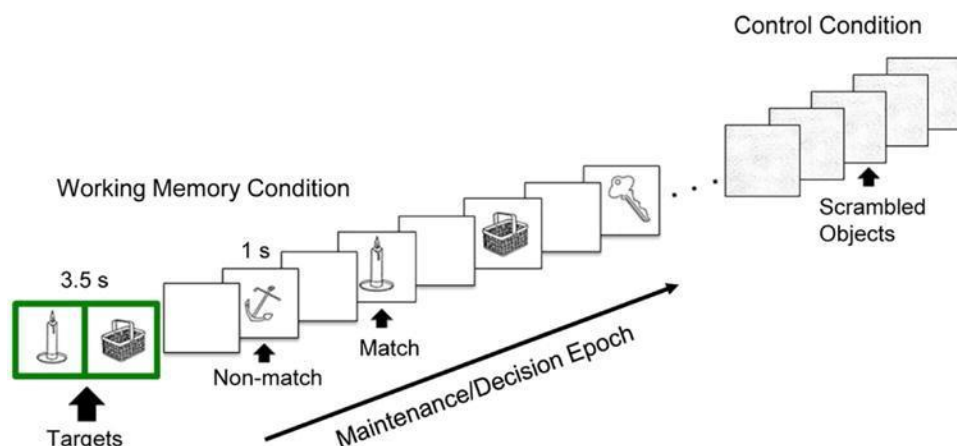 Control Condition
Working Memory Condition
Scrambled
Objects
1 s
3.5 s
Match
Non-match
Maintenance/Decision Epoch
Targets